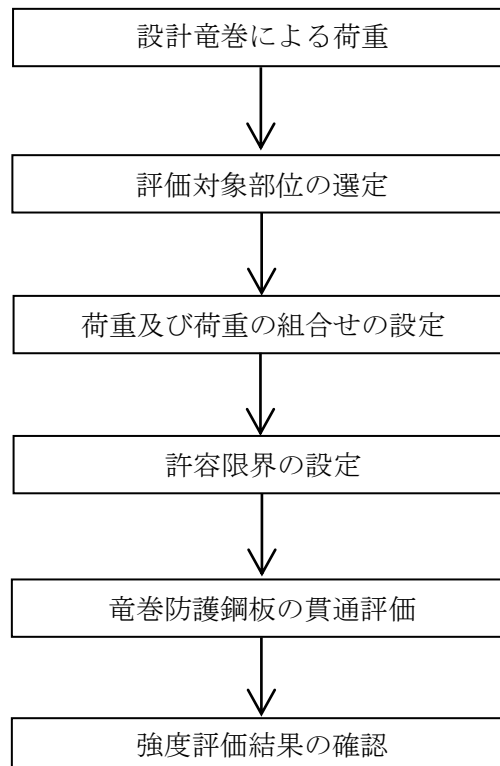 設計竜巻による荷重
評価対象部位の選定
荷重及び荷重の組合せの設定
許容限界の設定
竜巻防護鋼板の貫通評価
強度評価結果の確認